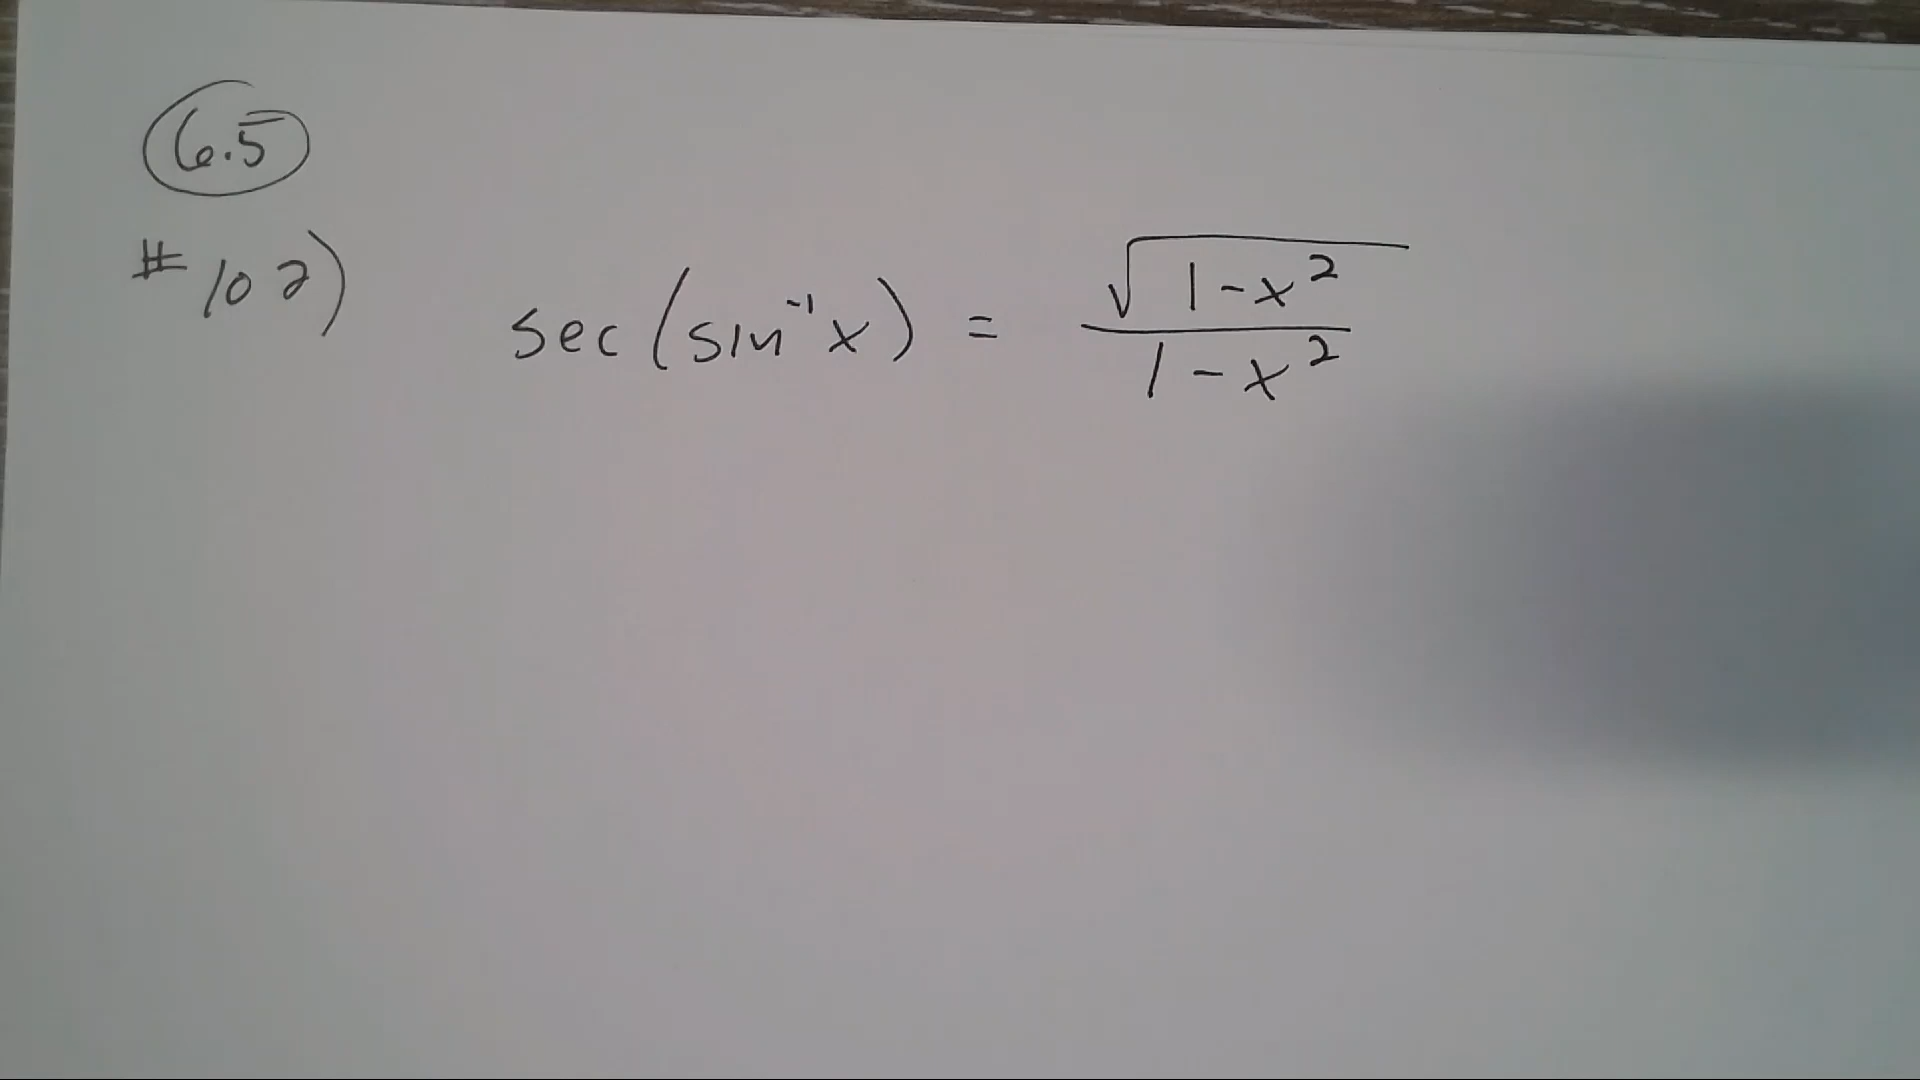 6.5
#102)
sec(sin⁻¹x) = √(1-x²) / (1-x²)